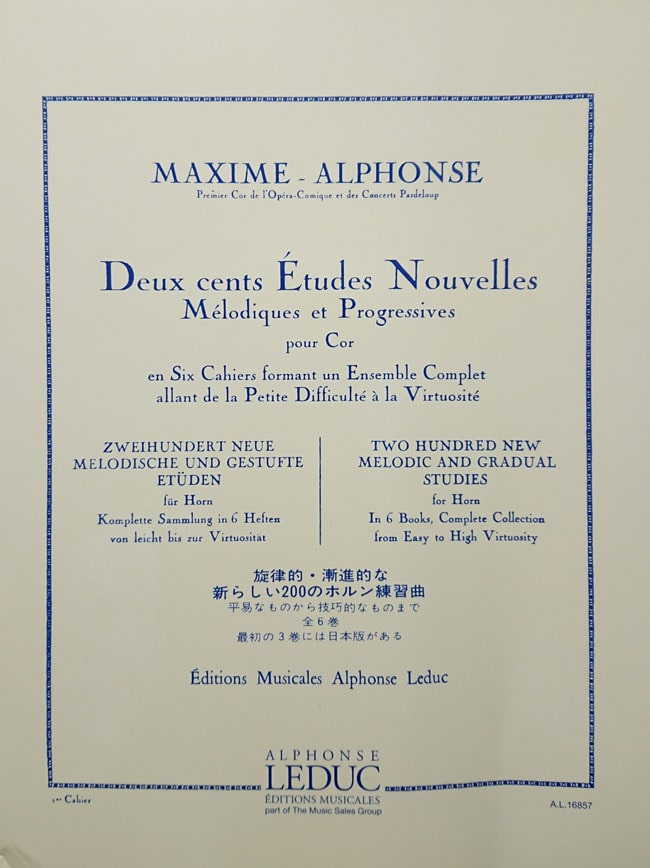 MAXIME - ALPHONSE
Premier Cor de l'Opéra-Comique et des Concerts Pasdeloup
Deux cents Études Nouvelles
Mélodiques et Progressives
pour Cor
en Six Cahiers formant un Ensemble Complet
allant de la Petite Difficulté à la Virtuosité
ZWEIHUNDERT NEUE
MELODISCHE UND GESTUFTE
ETÜDEN
für Horn
Komplette Sammlung in 6 Heften
von leicht bis zur Virtuosität
TWO HUNDRED NEW
MELODIC AND GRADUAL
STUDIES
for Horn
In 6 Books, Complete Collection
from Easy to High Virtuosity
旋律的・漸進的な
新らしい200のホルン練習曲
平易なものから技巧的なものまで
全6巻
最初の3巻には日本版がある
Éditions Musicales Alphonse Leduc
ALPHONSE
LEDUC
ÉDITIONS MUSICALES
part of The Music Sales Group
1er Cahier
A.L.16857